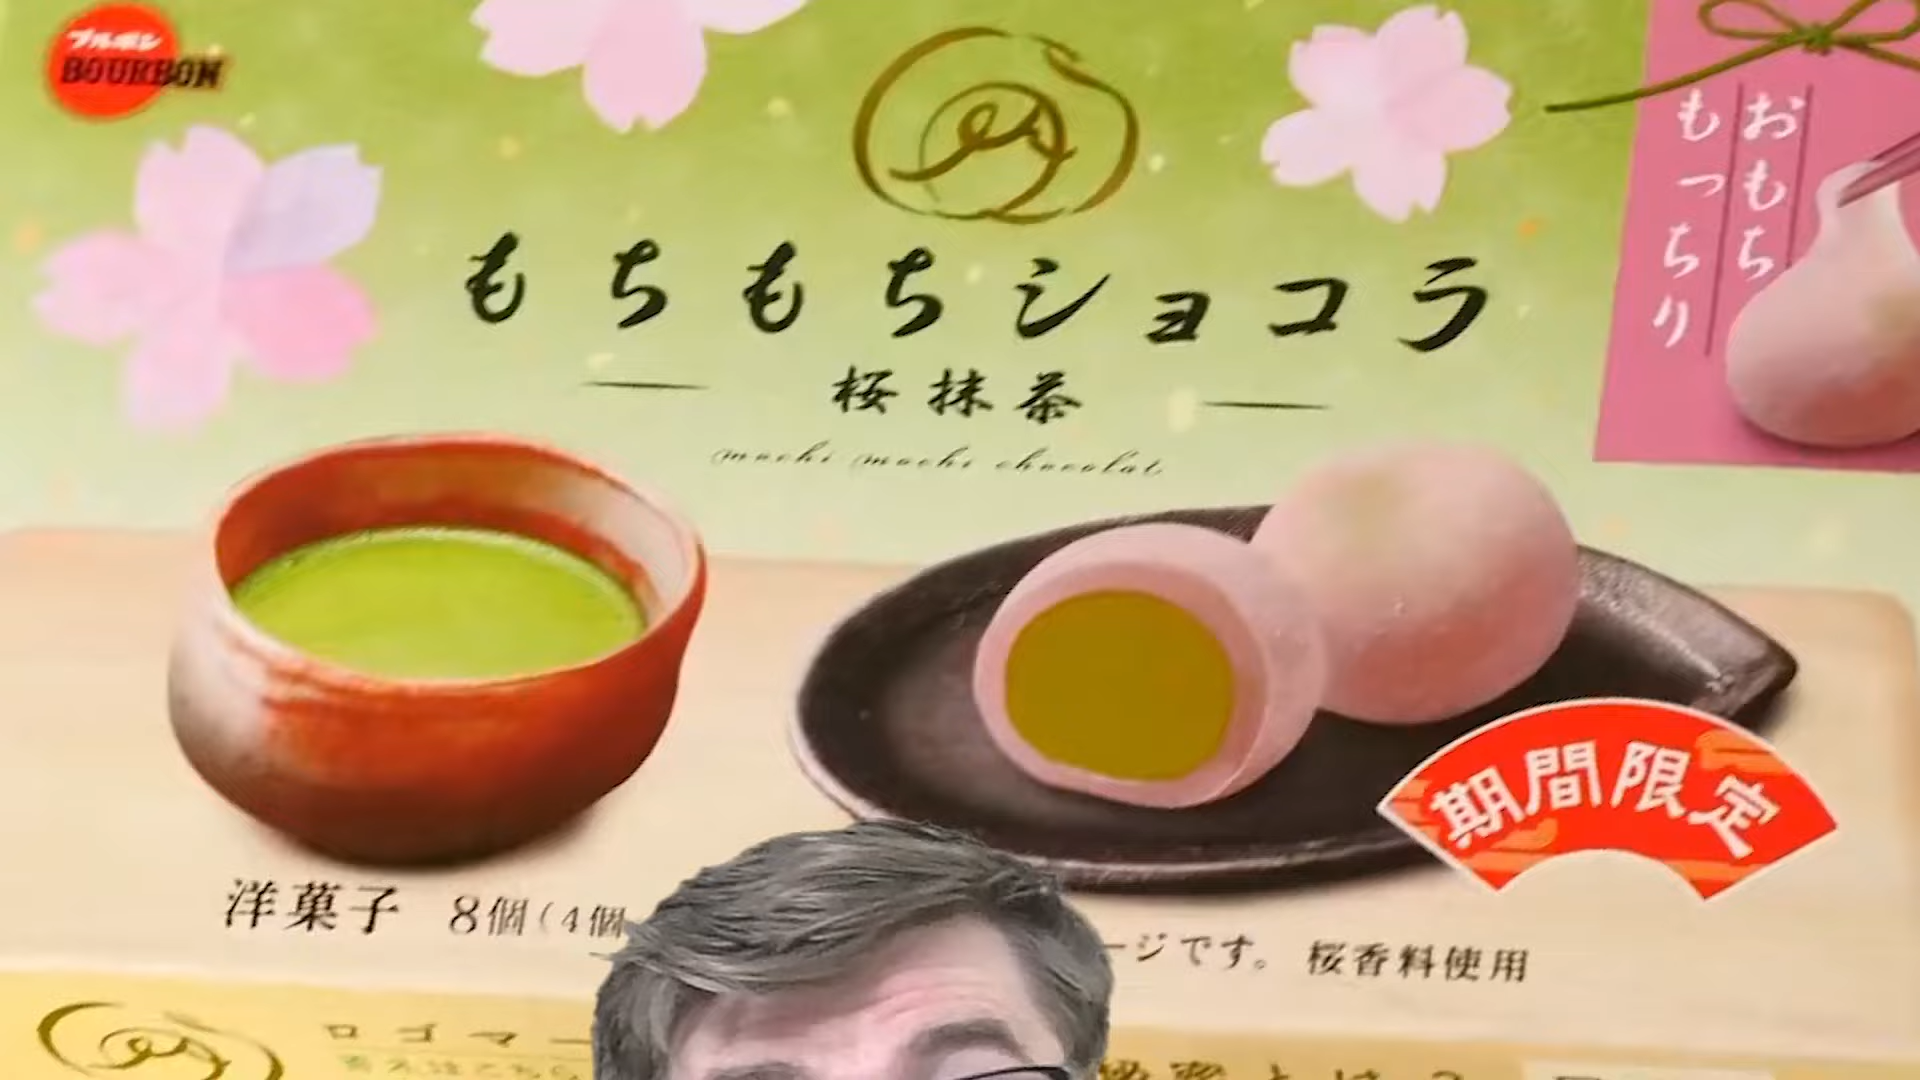 ブルボン
BOURBON
おもち
もっちり
もちもちショコラ
桜抹茶
mochi mochi chocolat
期間限定
洋菓子 8個(4個
ージです。 桜香料使用
ロゴマー